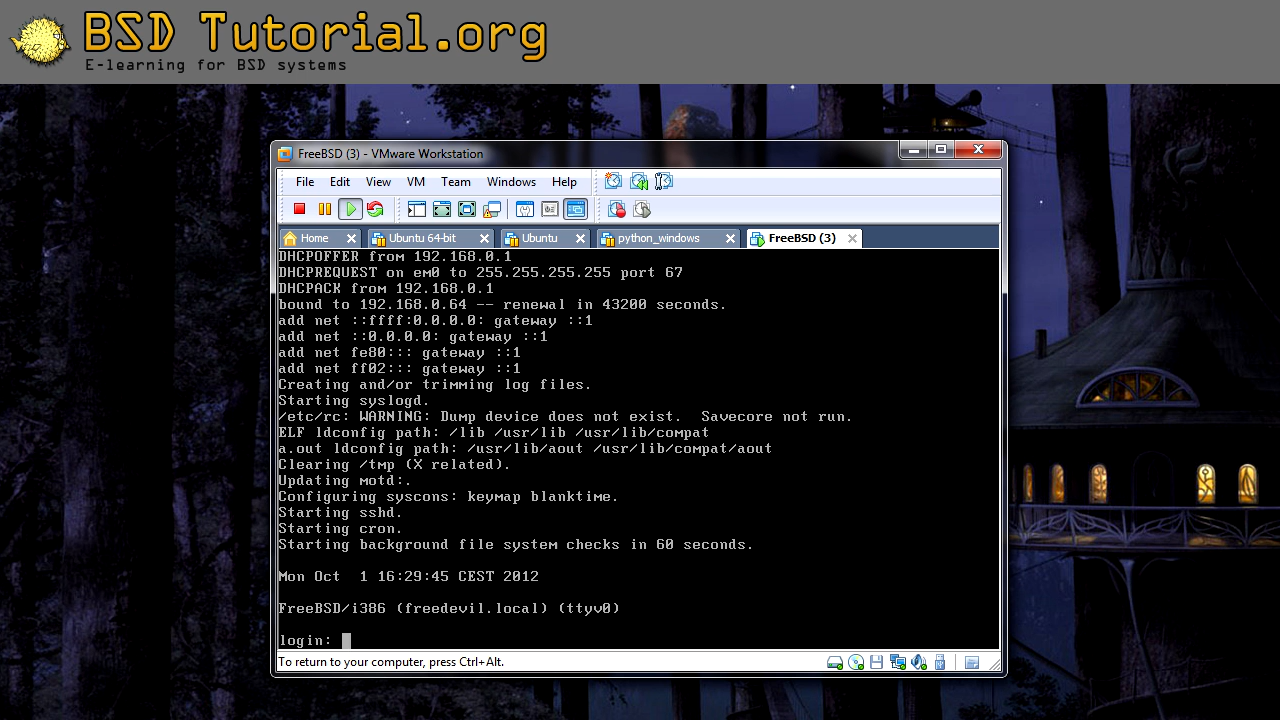 BSD Tutorial.org
E-learning for BSD systems
FreeBSD (3) - VMware Workstation
File Edit View VM Team Windows Help
Home Ubuntu 64-bit Ubuntu python_windows FreeBSD (3)
DHCPOFFER from 192.168.0.1
DHCPREQUEST on em0 to 255.255.255.255 port 67
DHCPACK from 192.168.0.1
bound to 192.168.0.64 -- renewal in 43200 seconds.
add net ::ffff:0.0.0.0: gateway ::1
add net ::0.0.0.0: gateway ::1
add net fe80::: gateway ::1
add net ff02::: gateway ::1
Creating and/or trimming log files.
Starting syslogd.
/etc/rc: WARNING: Dump device does not exist.  Savecore not run.
ELF ldconfig path: /lib /usr/lib /usr/lib/compat
a.out ldconfig path: /usr/lib/aout /usr/lib/compat/aout
Clearing /tmp (X related).
Updating motd:.
Configuring syscons: keymap blanktime.
Starting sshd.
Starting cron.
Starting background file system checks in 60 seconds.
Mon Oct  1 16:29:45 CEST 2012
FreeBSD/i386 (freedevil.local) (ttyv0)
login:
To return to your computer, press Ctrl+Alt.